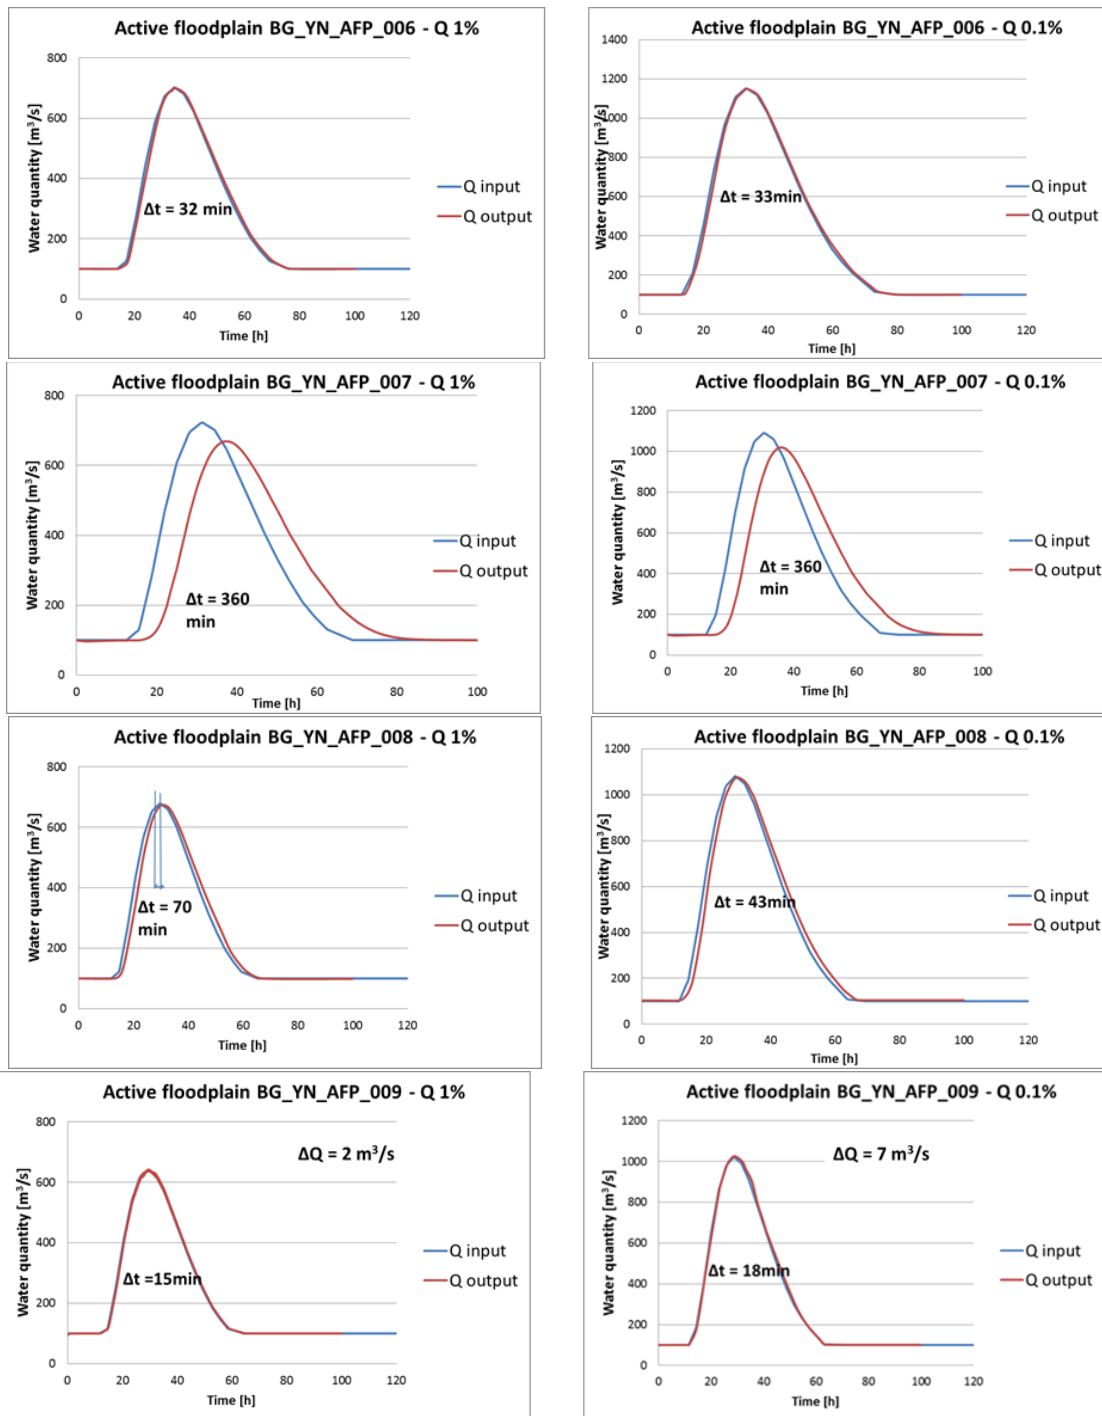 Active floodplain BG_YN_AFP_006 - Q 1%
Water quantity [m³/s]
800
600
400
200
0
Δt = 32 min
Q input
Q output
0 20 40 60 80 100 120
Time [h]
Active floodplain BG_YN_AFP_006 - Q 0.1%
Water quantity [m³/s]
1400
1200
1000
800
600
400
200
0
Δt = 33min
Q input
Q output
0 20 40 60 80 100 120
Time [h]
Active floodplain BG_YN_AFP_007 - Q 1%
Water quantity [m³/s]
800
600
400
200
0
Δt = 360
min
Q input
Q output
0 20 40 60 80 100
Time [h]
Active floodplain BG_YN_AFP_007 - Q 0.1%
Water quantity [m³/s]
1200
1000
800
600
400
200
0
Δt = 360
min
Q input
Q output
0 20 40 60 80 100
Time [h]
Active floodplain BG_YN_AFP_008 - Q 1%
Water quantity [m³/s]
800
600
400
200
0
Δt = 70
min
Q input
Q output
0 20 40 60 80 100 120
Time [h]
Active floodplain BG_YN_AFP_008 - Q 0.1%
Water quantity [m³/s]
1200
1000
800
600
400
200
0
Δt = 43min
Q input
Q output
0 20 40 60 80 100 120
Time [h]
Active floodplain BG_YN_AFP_009 - Q 1%
Water quantity [m³/s]
800
600
400
200
0
ΔQ = 2 m³/s
Δt =15min
Q input
Q output
0 20 40 60 80 100 120
Time [h]
Active floodplain BG_YN_AFP_009 - Q 0.1%
Water quantity [m³/s]
1200
1000
800
600
400
200
0
ΔQ = 7 m³/s
Δt = 18min
Q input
Q output
0 20 40 60 80 100 120
Time [h]